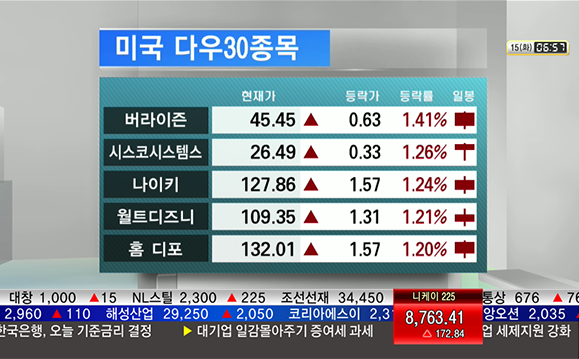 미국 다우30종목
15(화) 06:57
현재가 등락가 등락률 일봉
버라이즌 45.45 ▲ 0.63 1.41%
시스코시스템스 26.49 ▲ 0.33 1.26%
나이키 127.86 ▲ 1.57 1.24%
월트디즈니 109.35 ▲ 1.31 1.21%
홈 디포 132.01 ▲ 1.57 1.20%
대창 1,000 ▲15 NL스틸 2,300 ▲225 조선선재 34,450 니케이 225 통상 676 ▲76
2,960 ▲110 해성산업 29,250 ▲2,050 코리아에스이 2,31 8,763.41 앙오션 2,035
한국은행, 오늘 기준금리 결정 ▶대기업 일감몰아주기 증여세 과세 ▲172.84 업 세제지원 강화